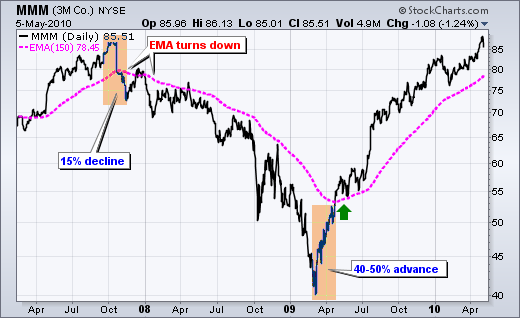 MMM (3M Co.) NYSE © StockCharts.com
5-May-2010 Op 85.96 Hi 86.13 Lo 85.01 Cl 85.51 Vol 4.9M Chg -1.08 (-1.24%)
MMM (Daily) 85.51
EMA(150) 78.45
EMA turns down
15% decline
40-50% advance
85
80
75
70
65
60
55
50
45
40
Apr Jul Oct 08 Apr Jul Oct 09 Apr Jul Oct 10 Apr